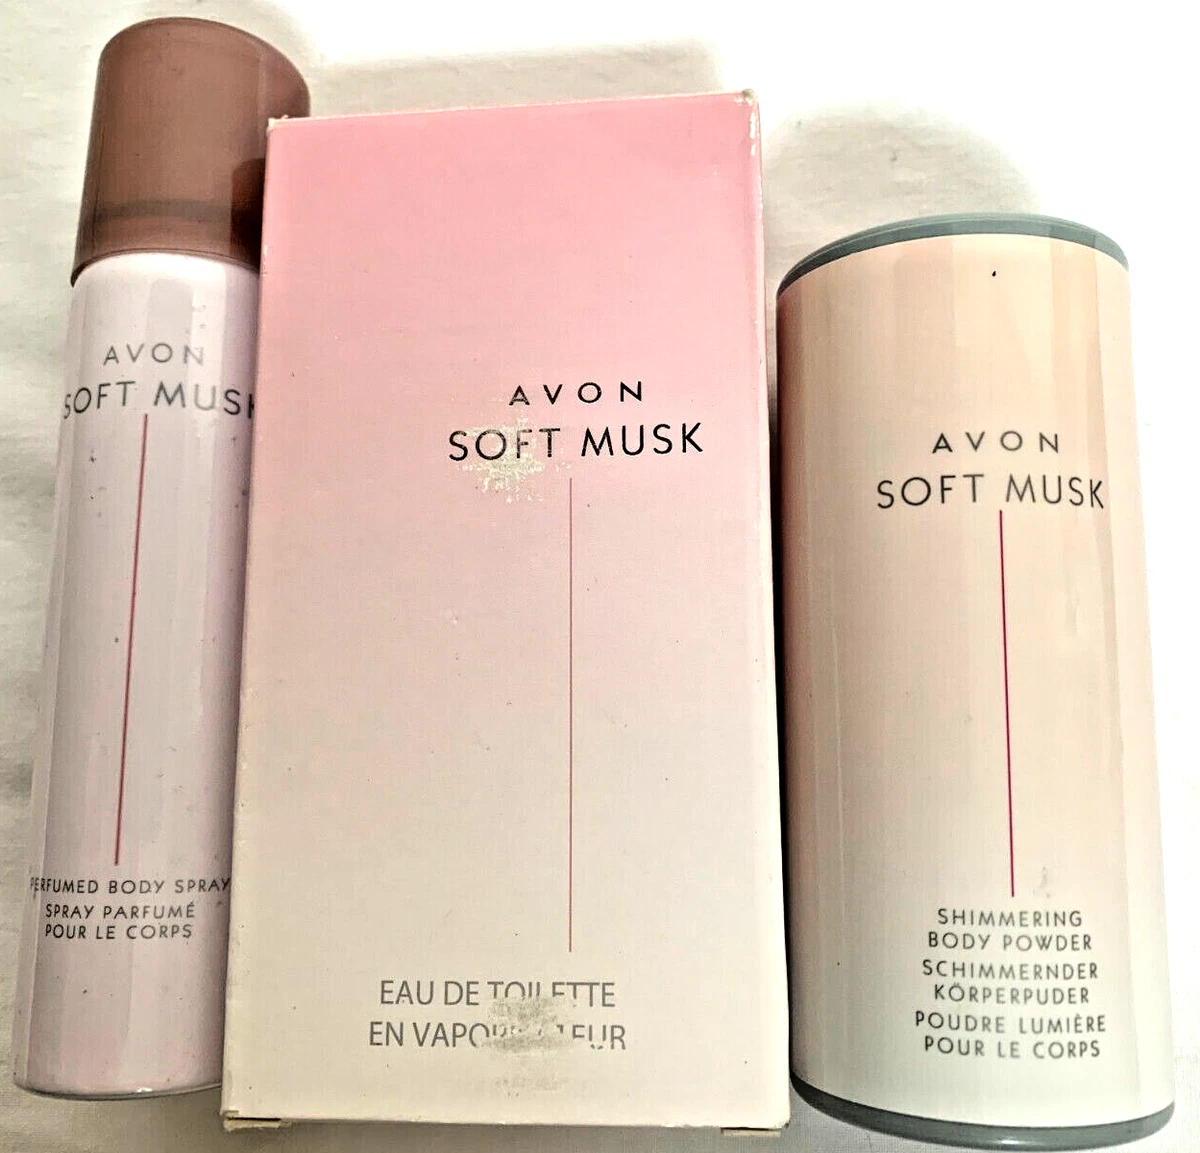 AVON
SOFT MUSK
PERFUMED BODY SPRAY
SPRAY PARFUMÉ
POUR LE CORPS
AVON
SOFT MUSK
EAU DE TOILETTE
EN VAPORISATEUR
AVON
SOFT MUSK
SHIMMERING
BODY POWDER
SCHIMMERNDER
KÖRPERPUDER
POUDRE LUMIÈRE
POUR LE CORPS